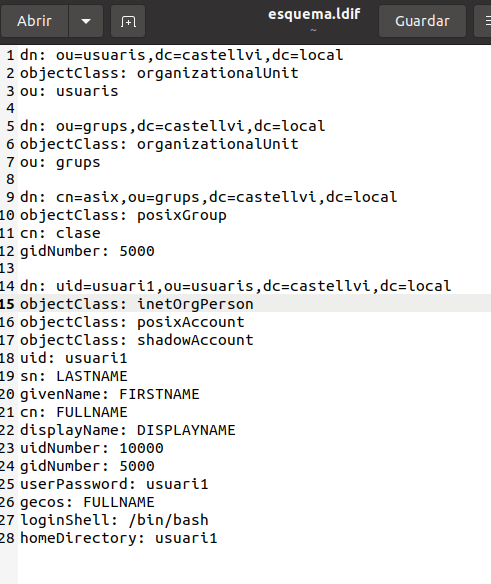 Abrir
esquema.ldif
~
Guardar
1 dn: ou=usuaris,dc=castellvi,dc=local
2 objectClass: organizationalUnit
3 ou: usuaris
4
5 dn: ou=grups,dc=castellvi,dc=local
6 objectClass: organizationalUnit
7 ou: grups
8
9 dn: cn=asix,ou=grups,dc=castellvi,dc=local
10 objectClass: posixGroup
11 cn: clase
12 gidNumber: 5000
13
14 dn: uid=usuari1,ou=usuaris,dc=castellvi,dc=local
15 objectClass: inetOrgPerson
16 objectClass: posixAccount
17 objectClass: shadowAccount
18 uid: usuari1
19 sn: LASTNAME
20 givenName: FIRSTNAME
21 cn: FULLNAME
22 displayName: DISPLAYNAME
23 uidNumber: 10000
24 gidNumber: 5000
25 userPassword: usuari1
26 gecos: FULLNAME
27 loginShell: /bin/bash
28 homeDirectory: usuari1